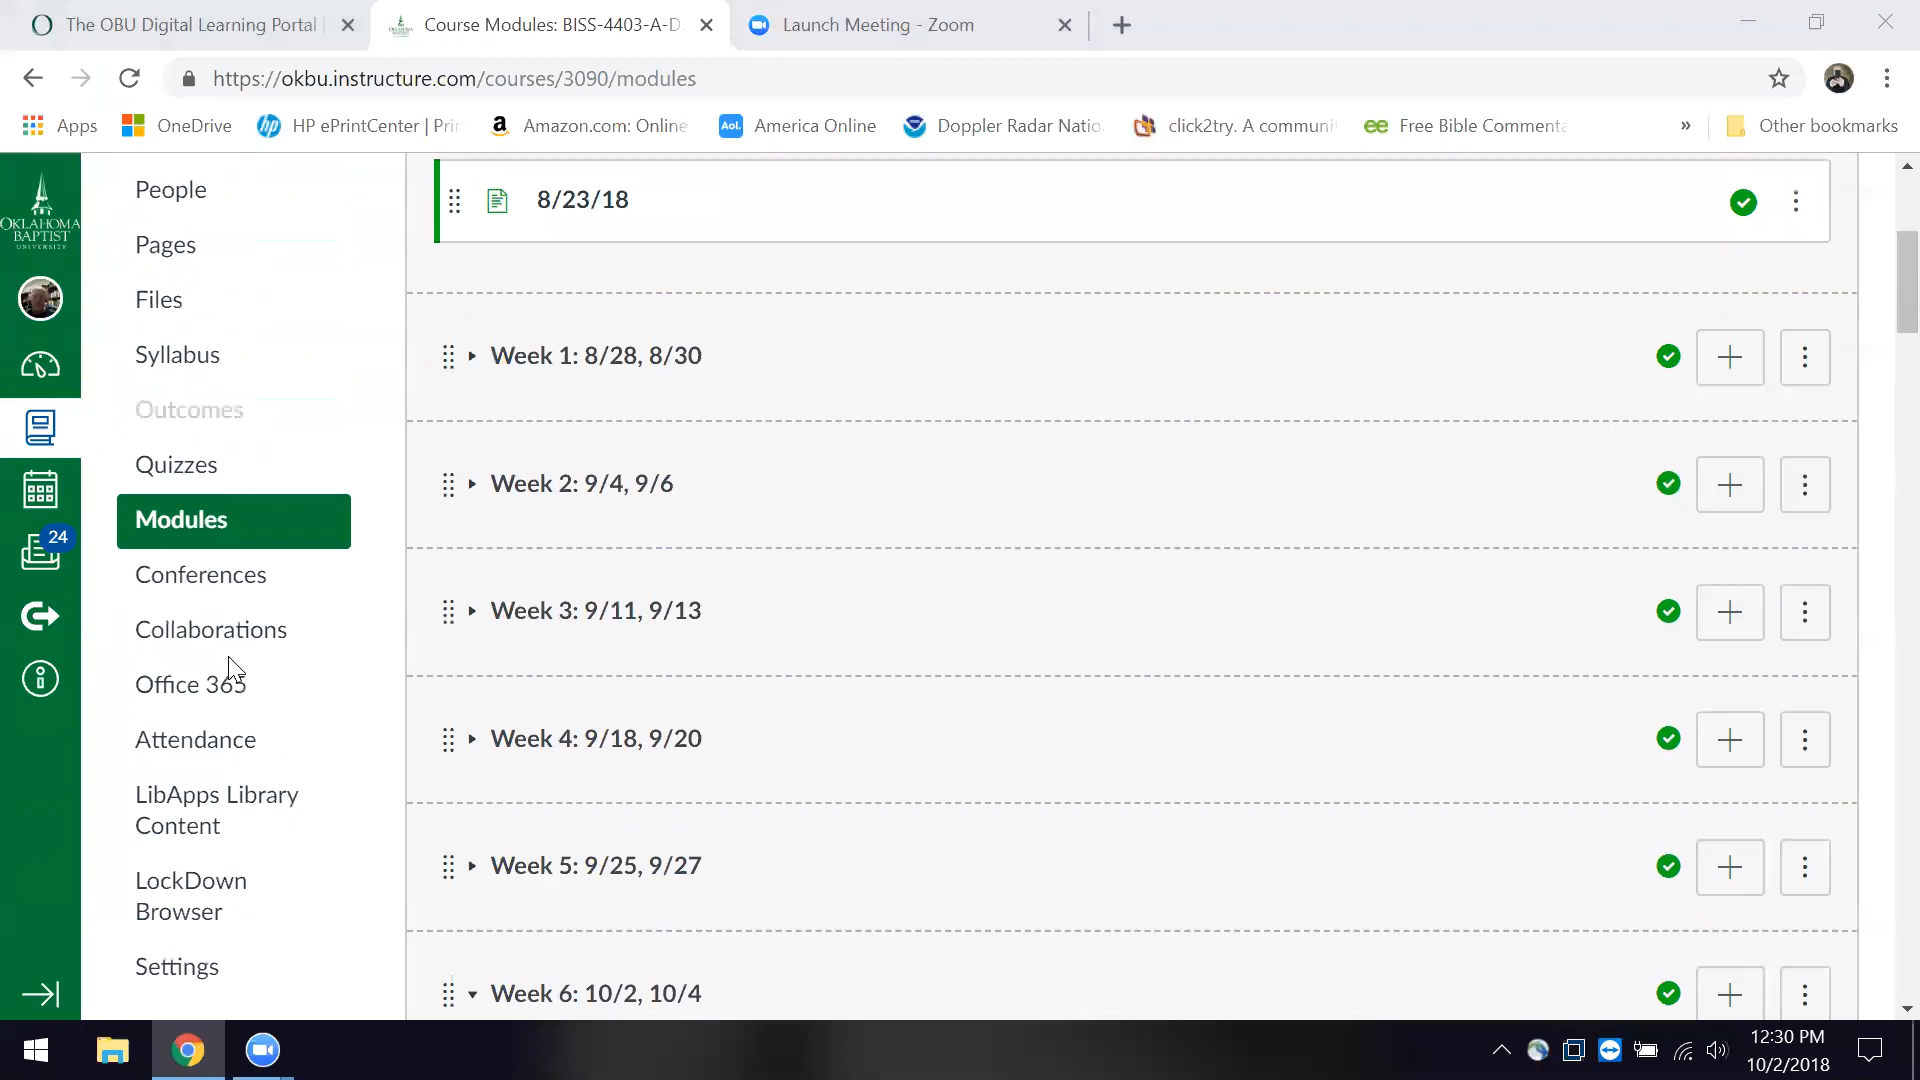 The OBU Digital Learning Portal
Course Modules: BISS-4403-A-D
Launch Meeting - Zoom
https://okbu.instructure.com/courses/3090/modules
Apps
OneDrive
HP ePrintCenter | Prin
Amazon.com: Online
Aol.
America Online
Doppler Radar Natio
click2try. A communi
ee
Free Bible Commenta
»
Other bookmarks
OKLAHOMA
BAPTIST
UNIVERSITY
24
People
Pages
Files
Syllabus
Outcomes
Quizzes
Modules
Conferences
Collaborations
Office 365
Attendance
LibApps Library
Content
LockDown
Browser
Settings
8/23/18
Week 1: 8/28, 8/30
Week 2: 9/4, 9/6
Week 3: 9/11, 9/13
Week 4: 9/18, 9/20
Week 5: 9/25, 9/27
Week 6: 10/2, 10/4
12:30 PM
10/2/2018